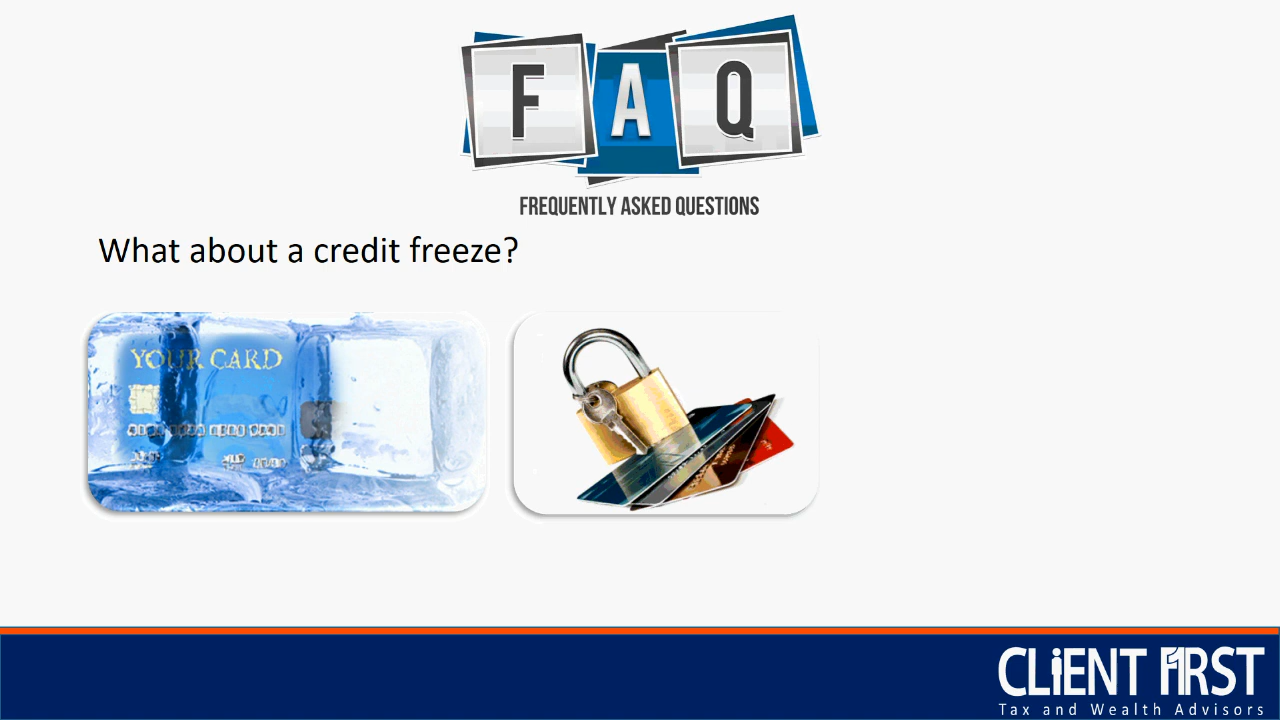 F A Q
FREQUENTLY ASKED QUESTIONS
What about a credit freeze?
YOUR CARD
CLiENT FIRST
Tax and Wealth Advisors